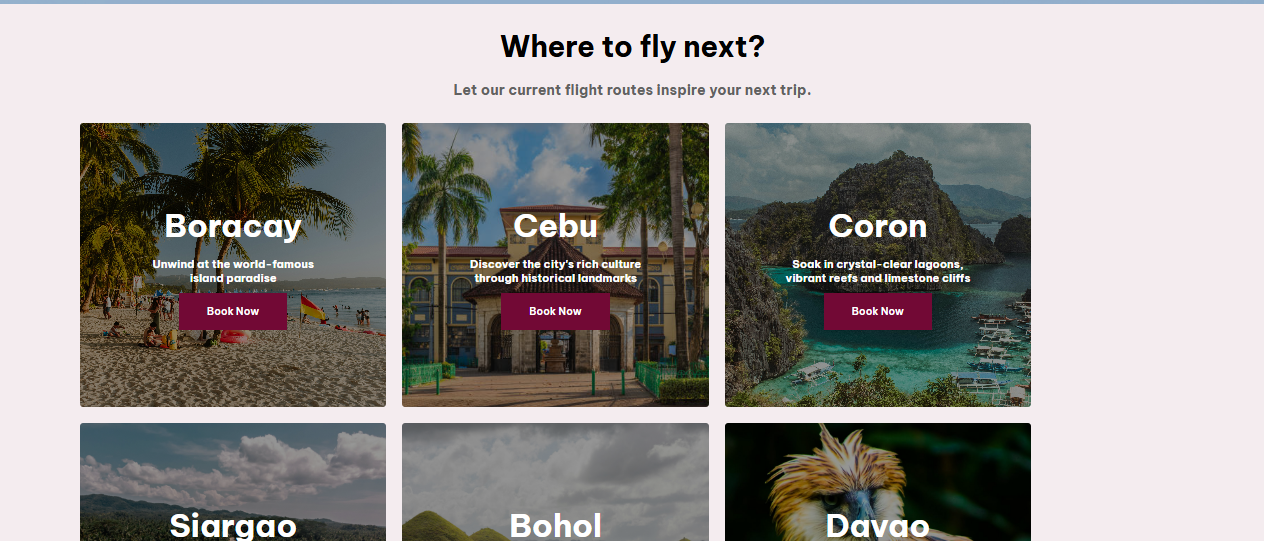 Where to fly next?
Let our current flight routes inspire your next trip.
Boracay
Unwind at the world-famous
island paradise
Book Now
Cebu
Discover the city's rich culture
through historical landmarks
Book Now
Coron
Soak in crystal-clear lagoons,
vibrant reefs and limestone cliffs
Book Now
Siargao
Bohol
Davao